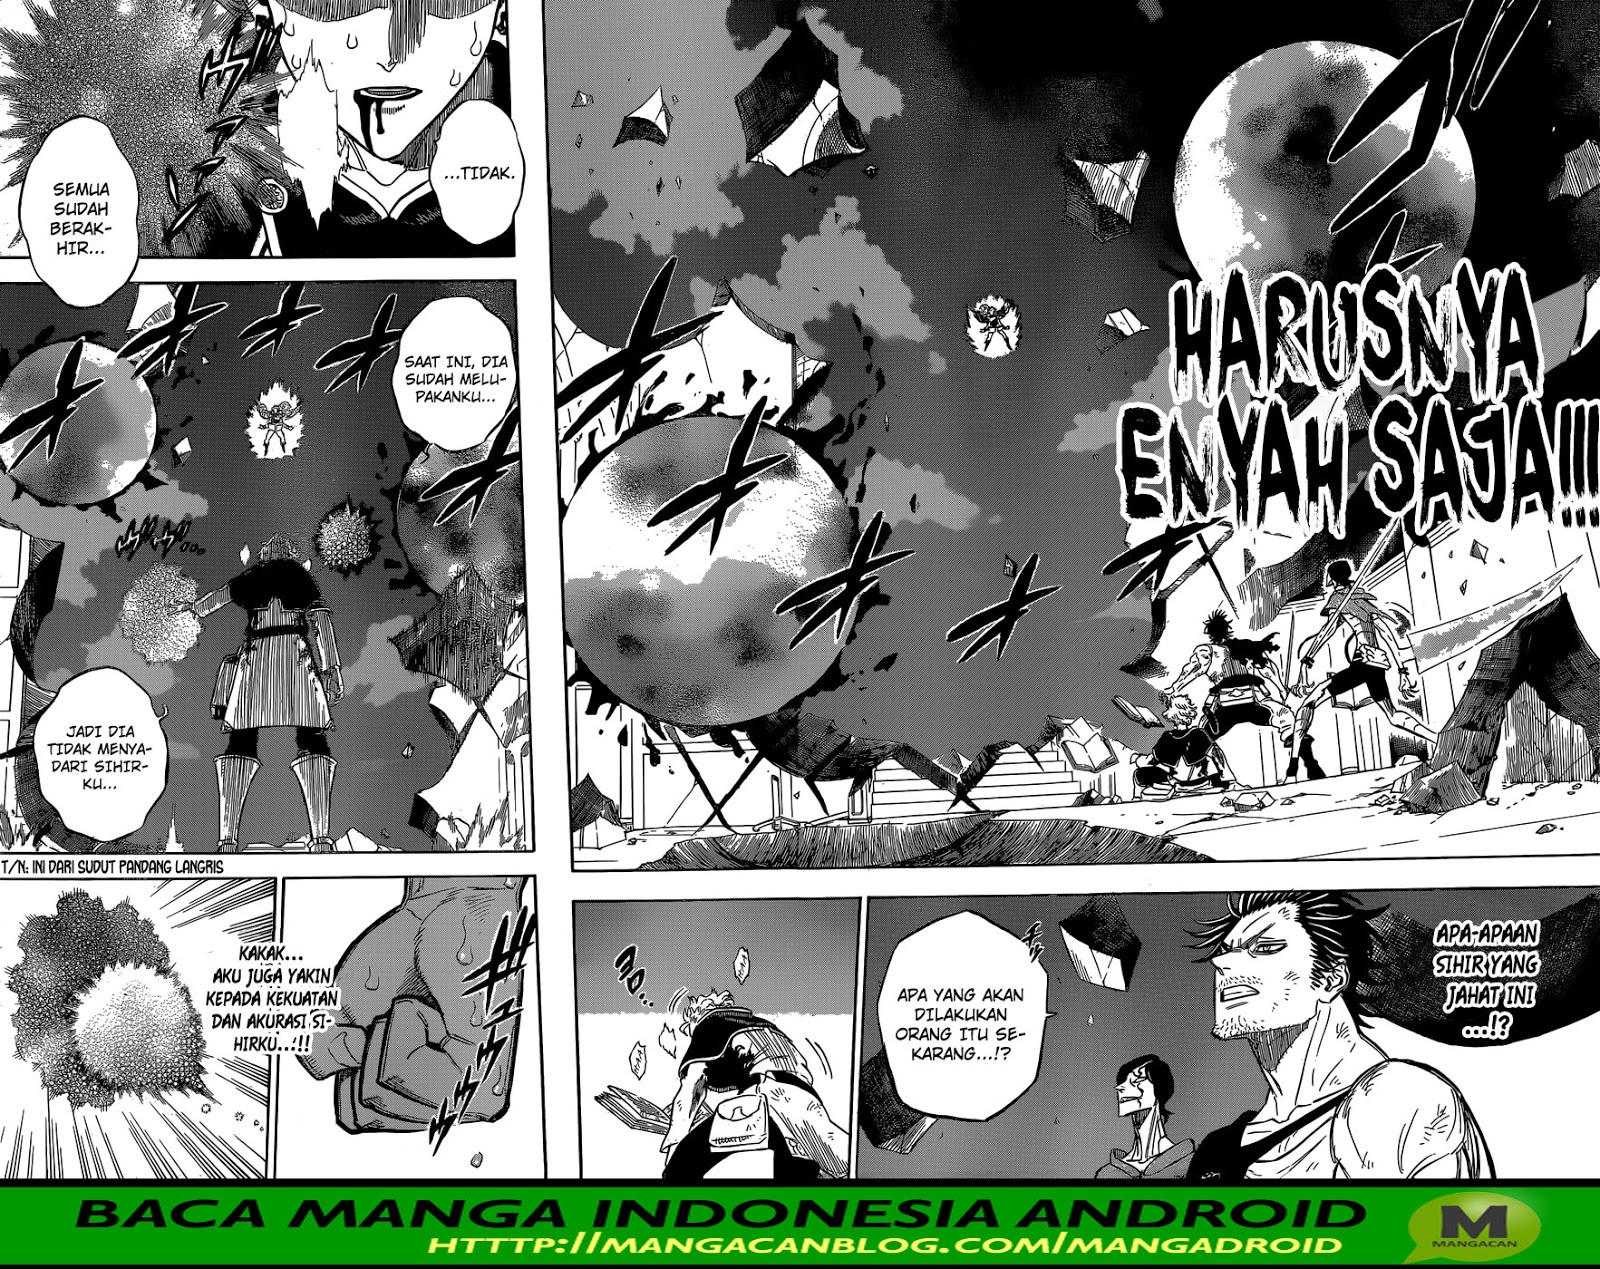 HARUSNYA
ENYAH SAJA!!!
APA-APAAN
SIHIR YANG
JAHAT INI
....!?
APA YANG AKAN
DILAKUKAN
ORANG ITU SE-
KARANG...!?
...TIDAK.
SEMUA
SUDAH
BERAK-
HIR...
SAAT INI, DIA
SUDAH MELU-
PAKANKU...
JADI DIA
TIDAK MENYA-
DARI SIHIR-
KU...
T/N: INI DARI SUDUT PANDANG LANGRIS
KAKAK...
AKU JUGA YAKIN
KEPADA KEKUATAN
DAN AKURASI SI-
HIRKU...!!!
BACA MANGA INDONESIA ANDROID
HTTTP://MANGACANBLOG.COM/MANGADROID
M
MANGACAN